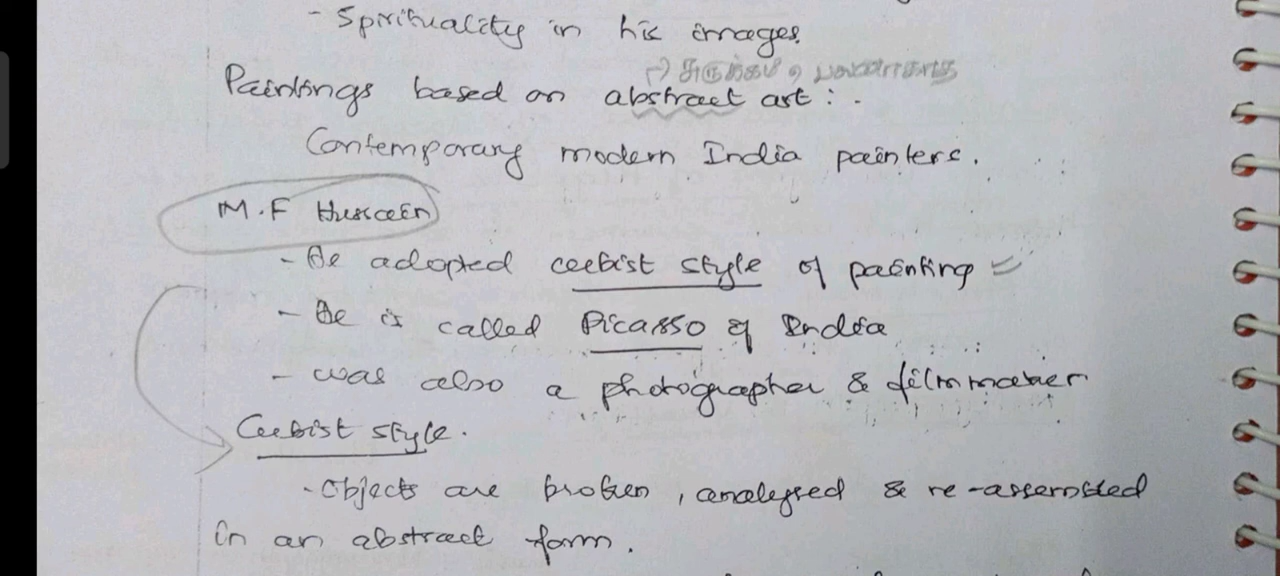 - Spirituality in his images.
Paintings based on abstract art : -
Contemporary modern India painters.
M.F Hussain
- He adopted cubist style of painting =
- He is called Picasso of India
- was also a photographer & filmmaker
Cubist style.
- Objects are broken, analysed & re-assembled
in an abstract form.